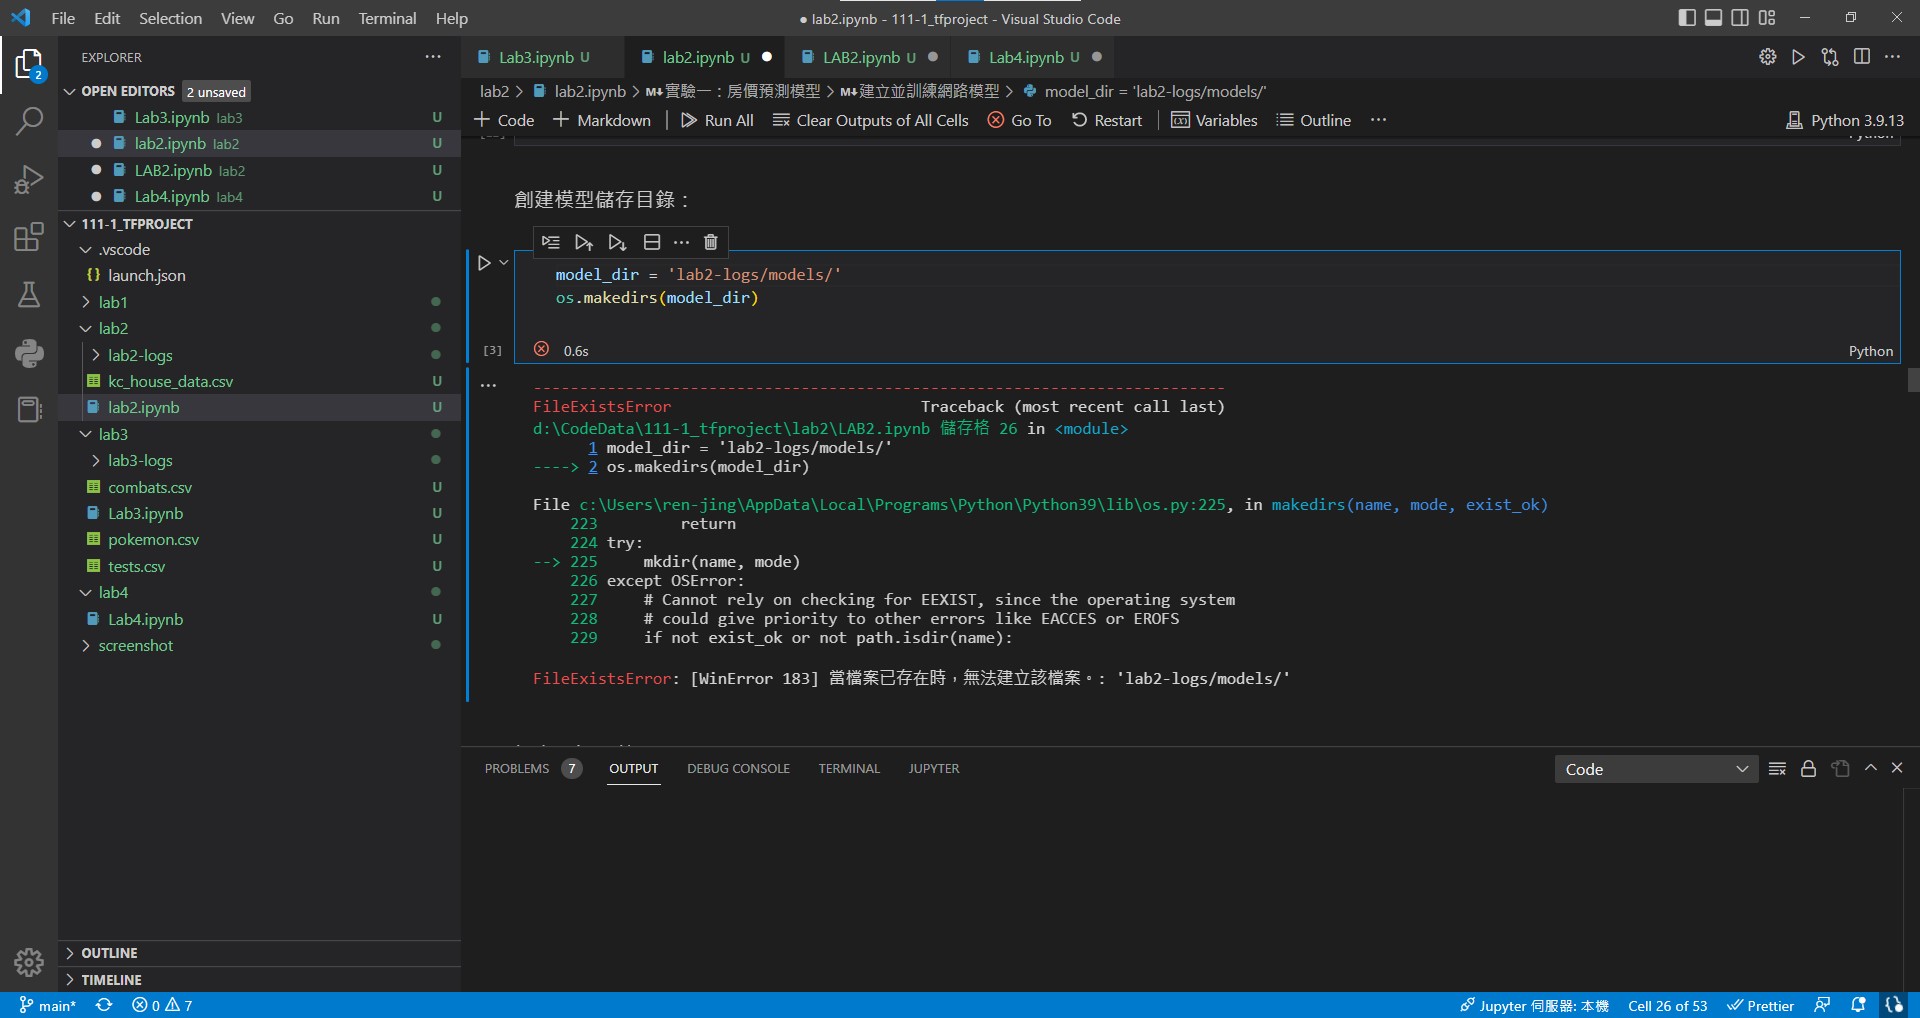 File Edit Selection View Go Run Terminal Help
● lab2.ipynb - 111-1_tfproject - Visual Studio Code
EXPLORER
OPEN EDITORS 2 unsaved
Lab3.ipynb lab3 U
lab2.ipynb lab2 U
LAB2.ipynb lab2 U
Lab4.ipynb lab4 U
111-1_TFPROJECT
.vscode
{} launch.json
lab1
lab2
lab2-logs
kc_house_data.csv U
lab2.ipynb U
lab3
lab3-logs
combats.csv U
Lab3.ipynb U
pokemon.csv U
tests.csv U
lab4
Lab4.ipynb U
screenshot
OUTLINE
TIMELINE
2
Lab3.ipynb U lab2.ipynb U LAB2.ipynb U Lab4.ipynb U
lab2 > lab2.ipynb > M↓實驗一：房價預測模型 > M↓建立並訓練網路模型 > model_dir = 'lab2-logs/models/'
Code Markdown Run All Clear Outputs of All Cells Go To Restart Variables Outline ... Python 3.9.13
創建模型儲存目錄：
model_dir = 'lab2-logs/models/'
os.makedirs(model_dir)
[3] 0.6s Python
---------------------------------------------------------------------------
FileExistsError Traceback (most recent call last)
d:\CodeData\111-1_tfproject\lab2\LAB2.ipynb 儲存格 26 in <module>
1 model_dir = 'lab2-logs/models/'
----> 2 os.makedirs(model_dir)
File c:\Users\ren-jing\AppData\Local\Programs\Python\Python39\lib\os.py:225, in makedirs(name, mode, exist_ok)
223 return
224 try:
--> 225 mkdir(name, mode)
226 except OSError:
227 # Cannot rely on checking for EEXIST, since the operating system
228 # could give priority to other errors like EACCES or EROFS
229 if not exist_ok or not path.isdir(name):
FileExistsError: [WinError 183] 當檔案已存在時，無法建立該檔案。: 'lab2-logs/models/'
PROBLEMS 7 OUTPUT DEBUG CONSOLE TERMINAL JUPYTER Code
main* 0 7 Jupyter 伺服器: 本機 Cell 26 of 53 Prettier